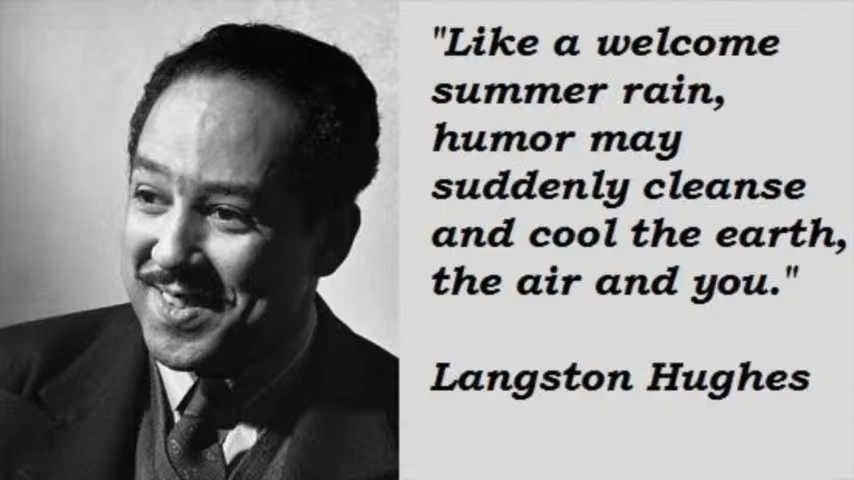 "Like a welcome
summer rain,
humor may
suddenly cleanse
and cool the earth,
the air and you."
Langston Hughes